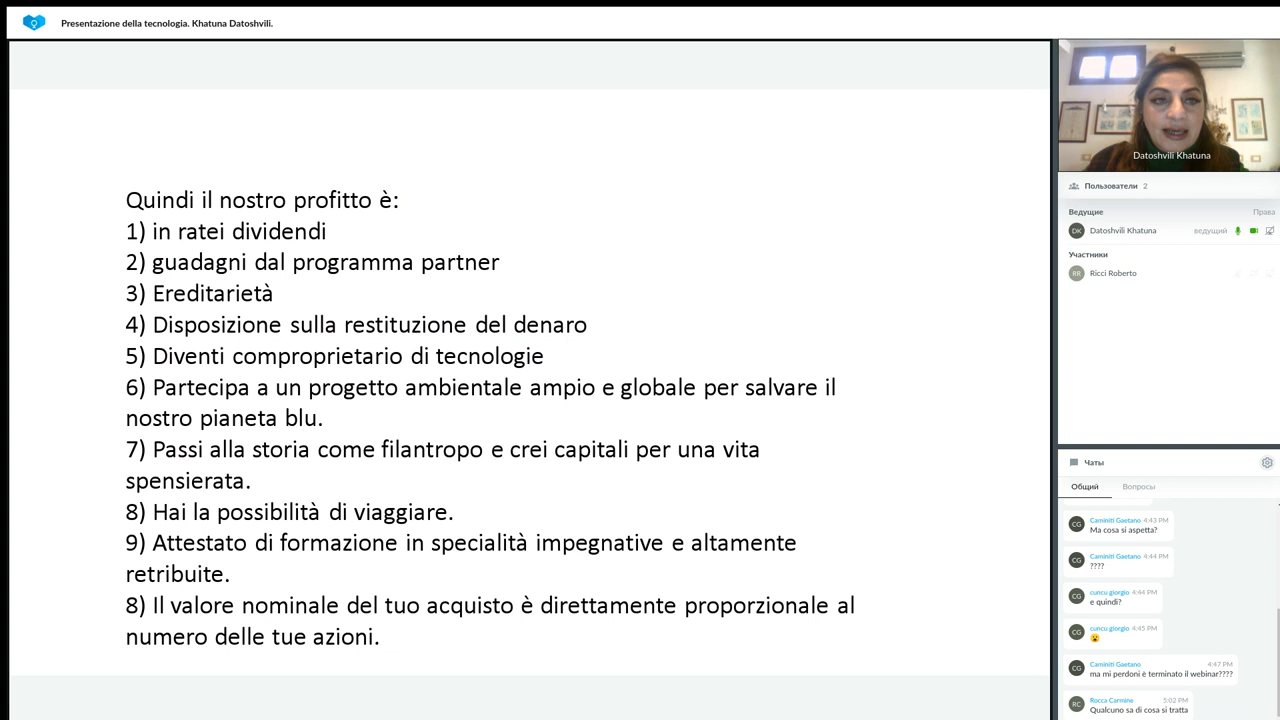 Presentazione della tecnologia. Khatuna Datoshvili.
Quindi il nostro profitto è:
1) in ratei dividendi
2) guadagni dal programma partner
3) Ereditarietà
4) Disposizione sulla restituzione del denaro
5) Diventi comproprietario di tecnologie
6) Partecipa a un progetto ambientale ampio e globale per salvare il
nostro pianeta blu.
7) Passi alla storia come filantropo e crei capitali per una vita
spensierata.
8) Hai la possibilità di viaggiare.
9) Attestato di formazione in specialità impegnative e altamente
retribuite.
8) Il valore nominale del tuo acquisto è direttamente proporzionale al
numero delle tue azioni.
Datoshvili Khatuna
Пользователи 2
Ведущие Права
DK Datoshvili Khatuna ведущий
Участники
RR Ricci Roberto
Чаты
Общий Вопросы
CG Caminiti Gaetano 4:43 PM
Ma cosa si aspetta?
CG Caminiti Gaetano 4:44 PM
????
CG cuncu giorgio 4:44 PM
e quindi?
CG cuncu giorgio 4:45 PM
😮
CG Caminiti Gaetano 4:47 PM
ma mi perdoni è terminato il webinar????
RC Rocca Carmine 5:02 PM
Qualcuno sa di cosa si tratta